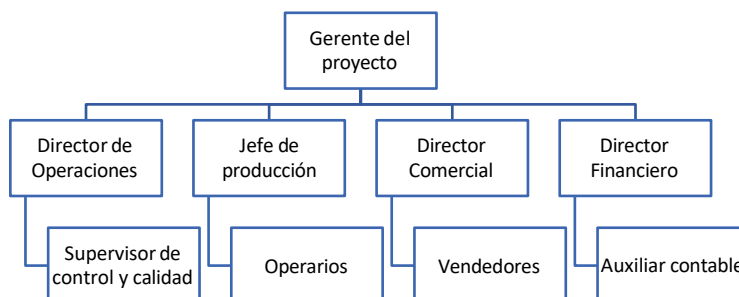 Gerente del
proyecto
Director de
Operaciones
Jefe de
producción
Director
Comercial
Director
Financiero
Supervisor de
control y calidad
Operarios
Vendedores
Auxiliar contable